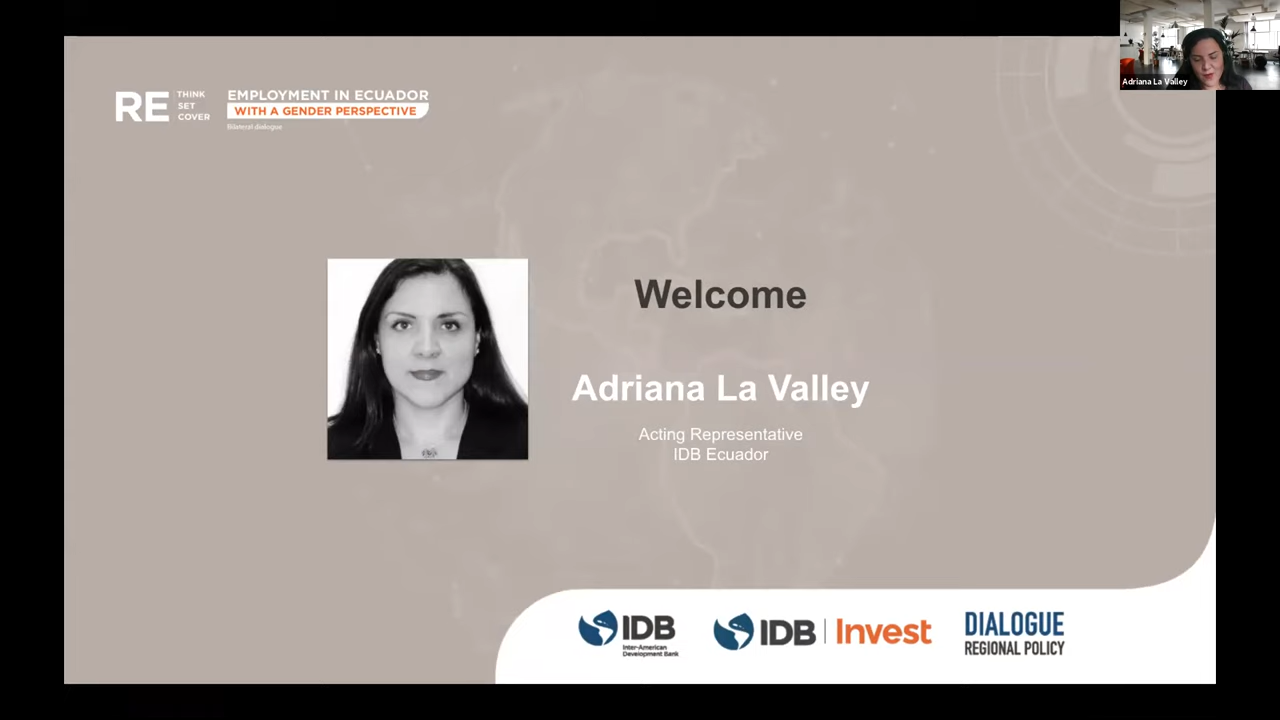 RE THINK
SET
COVER
EMPLOYMENT IN ECUADOR
WITH A GENDER PERSPECTIVE
Bilateral dialogue
Adriana La Valley
Welcome
Adriana La Valley
Acting Representative
IDB Ecuador
IDB
Inter-American
Development Bank
IDB | Invest
DIALOGUE
REGIONAL POLICY